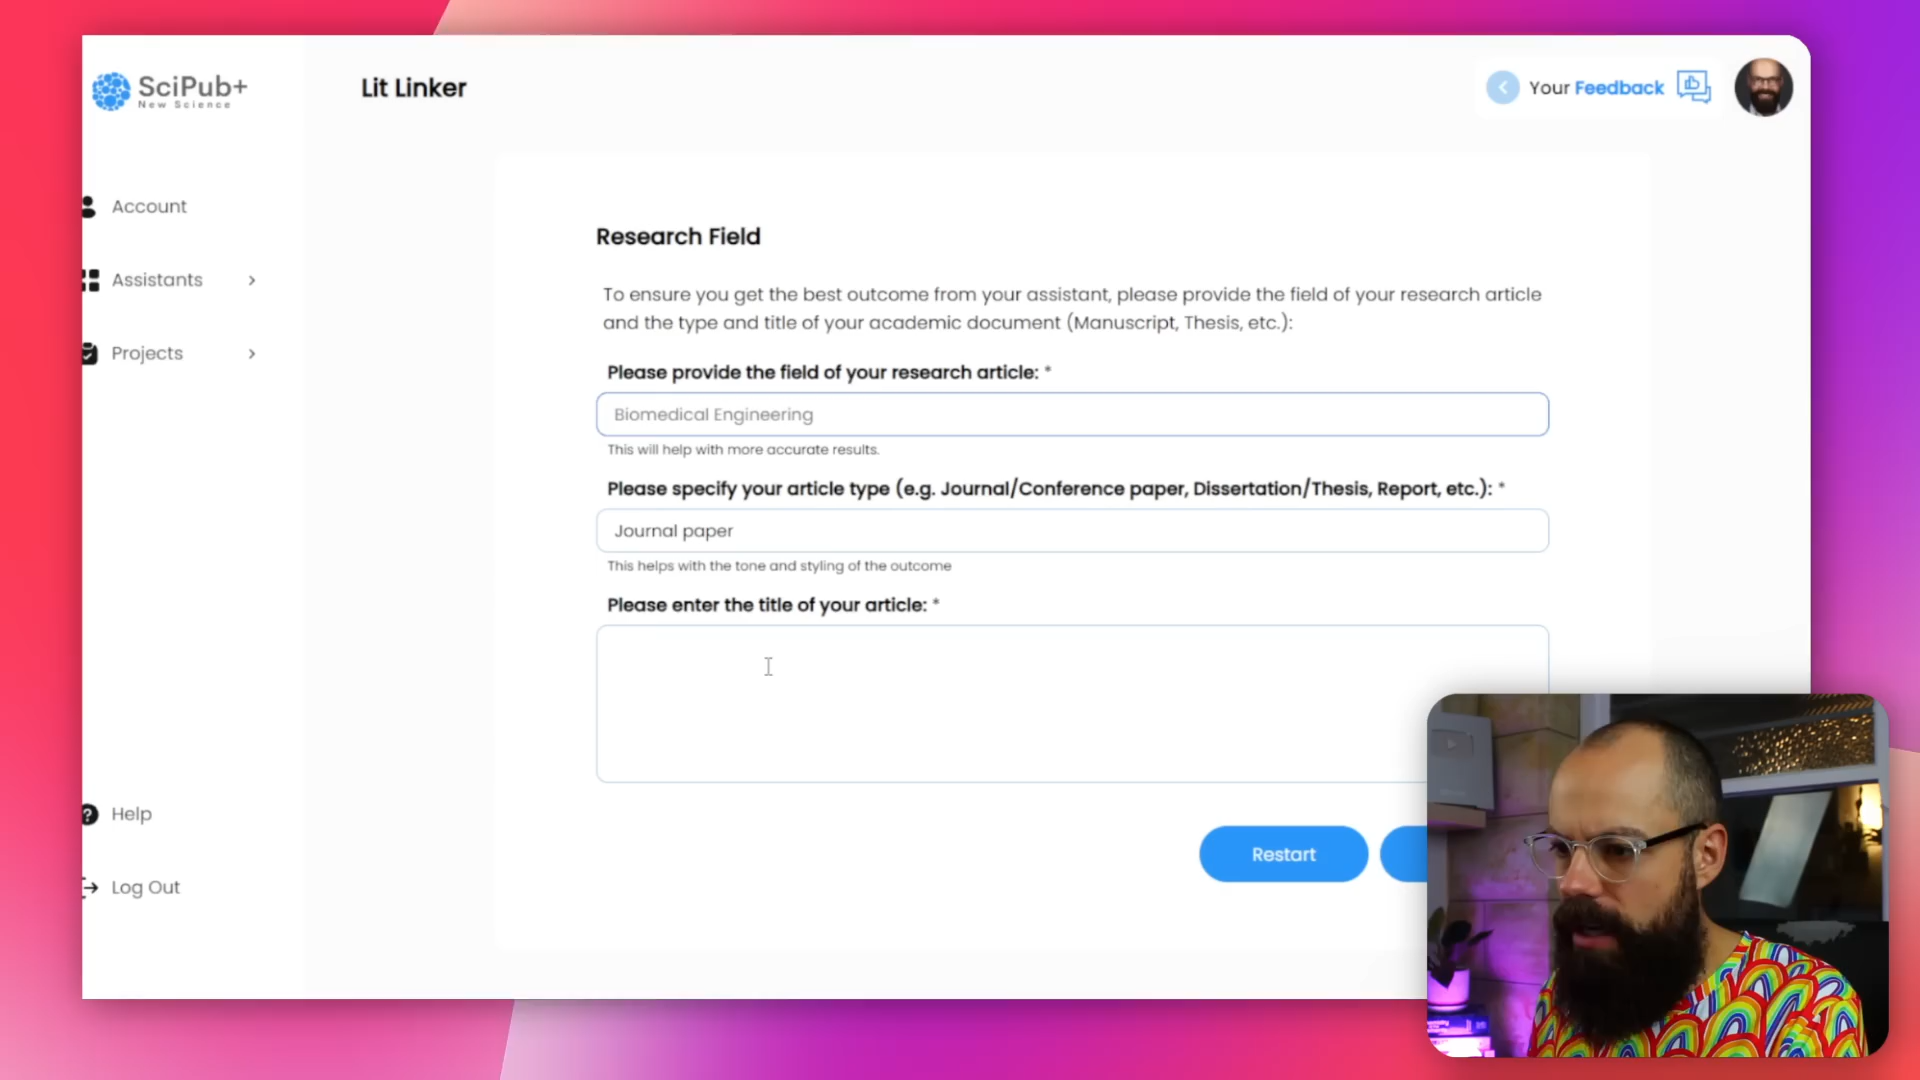 SciPub+
New Science
Lit Linker
Your Feedback
Account
Assistants
Projects
Help
Log Out
Research Field
To ensure you get the best outcome from your assistant, please provide the field of your research article
and the type and title of your academic document (Manuscript, Thesis, etc.):
Please provide the field of your research article: *
Biomedical Engineering
This will help with more accurate results.
Please specify your article type (e.g. Journal/Conference paper, Dissertation/Thesis, Report, etc.): *
Journal paper
This helps with the tone and styling of the outcome
Please enter the title of your article: *
Restart